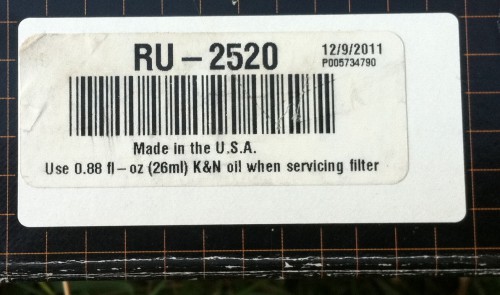 RU-2520 12/9/2011
P005734790
Made in the U.S.A.
Use 0.88 fl-oz (26ml) K&N oil when servicing filter